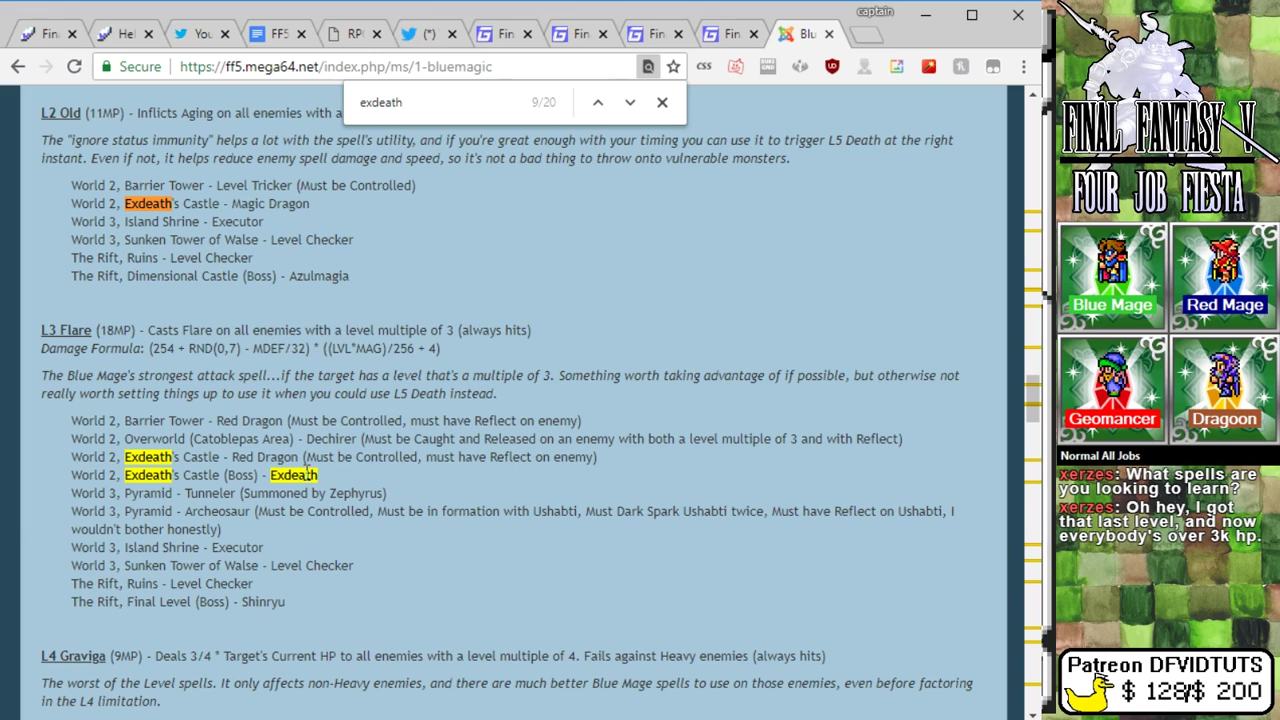 captain
Fin
Hel
You
FF5
RPC
(*)
Fin
Fin
Fin
Fin
Blu
Secure
https://ff5.mega64.net/index.php/ms/1-bluemagic
css
exdeath
9/20
L2 Old (11MP) - Inflicts Aging on all enemies with a
The "ignore status immunity" helps a lot with the spell's utility, and if you're great enough with your timing you can use it to trigger L5 Death at the right
instant. Even if not, it helps reduce enemy spell damage and speed, so it's not a bad thing to throw onto vulnerable monsters.
World 2, Barrier Tower - Level Tricker (Must be Controlled)
World 2, Exdeath's Castle - Magic Dragon
World 3, Island Shrine - Executor
World 3, Sunken Tower of Walse - Level Checker
The Rift, Ruins - Level Checker
The Rift, Dimensional Castle (Boss) - Azulmagia
L3 Flare (18MP) - Casts Flare on all enemies with a level multiple of 3 (always hits)
Damage Formula: (254 + RND(0,7) - MDEF/32) * ((LVL*MAG)/256 + 4)
The Blue Mage's strongest attack spell...if the target has a level that's a multiple of 3. Something worth taking advantage of if possible, but otherwise not
really worth setting things up to use it when you could use L5 Death instead.
World 2, Barrier Tower - Red Dragon (Must be Controlled, must have Reflect on enemy)
World 2, Overworld (Catoblepas Area) - Dechirer (Must be Caught and Released on an enemy with both a level multiple of 3 and with Reflect)
World 2, Exdeath's Castle - Red Dragon (Must be Controlled, must have Reflect on enemy)
World 2, Exdeath's Castle (Boss) - Exdeath
World 3, Pyramid - Tunneler (Summoned by Zephyrus)
World 3, Pyramid - Archeosaur (Must be Controlled, Must be in formation with Ushabti, Must Dark Spark Ushabti twice, Must have Reflect on Ushabti, I
wouldn't bother honestly)
World 3, Island Shrine - Executor
World 3, Sunken Tower of Walse - Level Checker
The Rift, Ruins - Level Checker
The Rift, Final Level (Boss) - Shinryu
L4 Graviga (9MP) - Deals 3/4 * Target's Current HP to all enemies with a level multiple of 4. Fails against Heavy enemies (always hits)
The worst of the Level spells. It only affects non-Heavy enemies, and there are much better Blue Mage spells to use on those enemies, even before factoring
in the L4 limitation.
FINAL FANTASY V
FOUR JOB FIESTA
Blue Mage
Red Mage
Geomancer
Dragoon
Normal All Jobs
xerzes: What spells are
you looking to learn?
xerzes: Oh hey, I got
that last level, and now
everybody's over 3k hp.
Patreon DFVIDTUTS
$ 128/$ 200